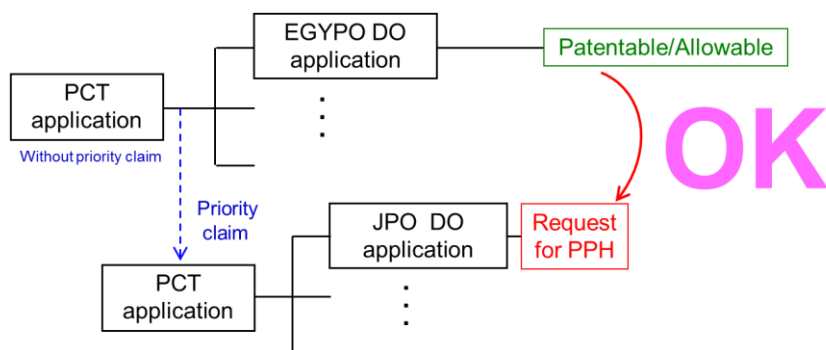 EGYPO DO
application
Patentable/Allowable
PCT
application
Without priority claim
OK
Priority
claim
JPO DO
application
Request
for PPH
PCT
application